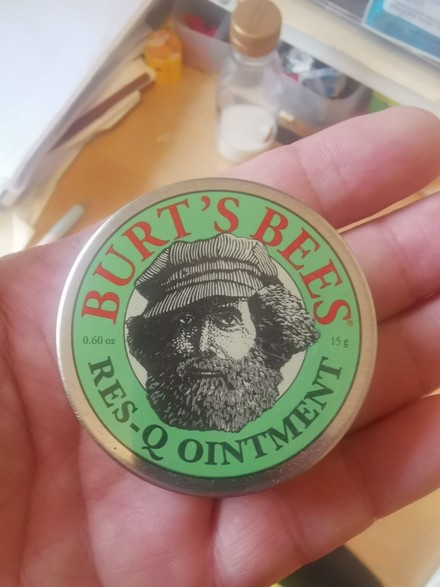 BURT'S BEES®
0.60 oz
15 g
RES-Q OINTMENT